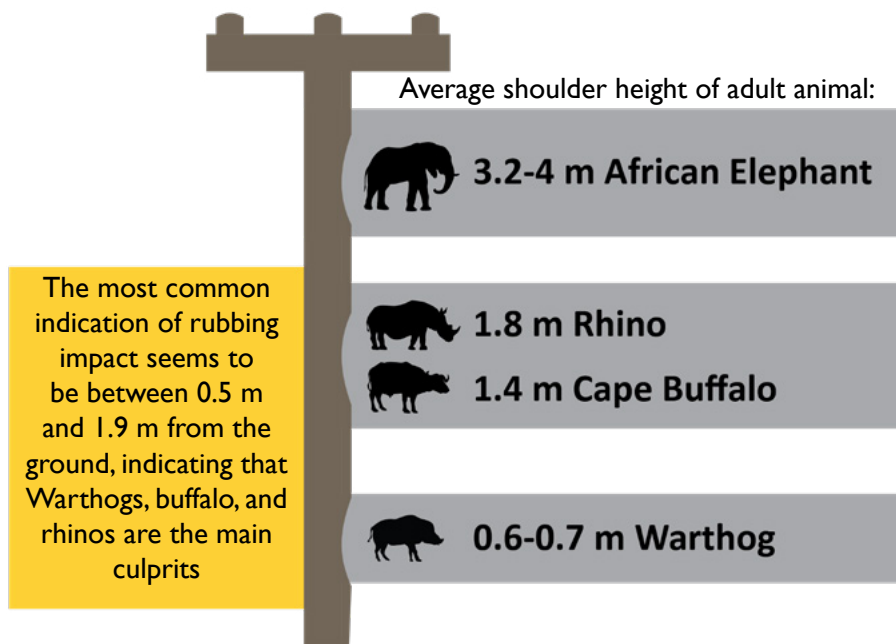 Average shoulder height of adult animal:
3.2-4 m African Elephant
1.8 m Rhino
1.4 m Cape Buffalo
0.6-0.7 m Warthog
The most common
indication of rubbing
impact seems to
be between 0.5 m
and 1.9 m from the
ground, indicating that
Warthogs, buffalo, and
rhinos are the main
culprits